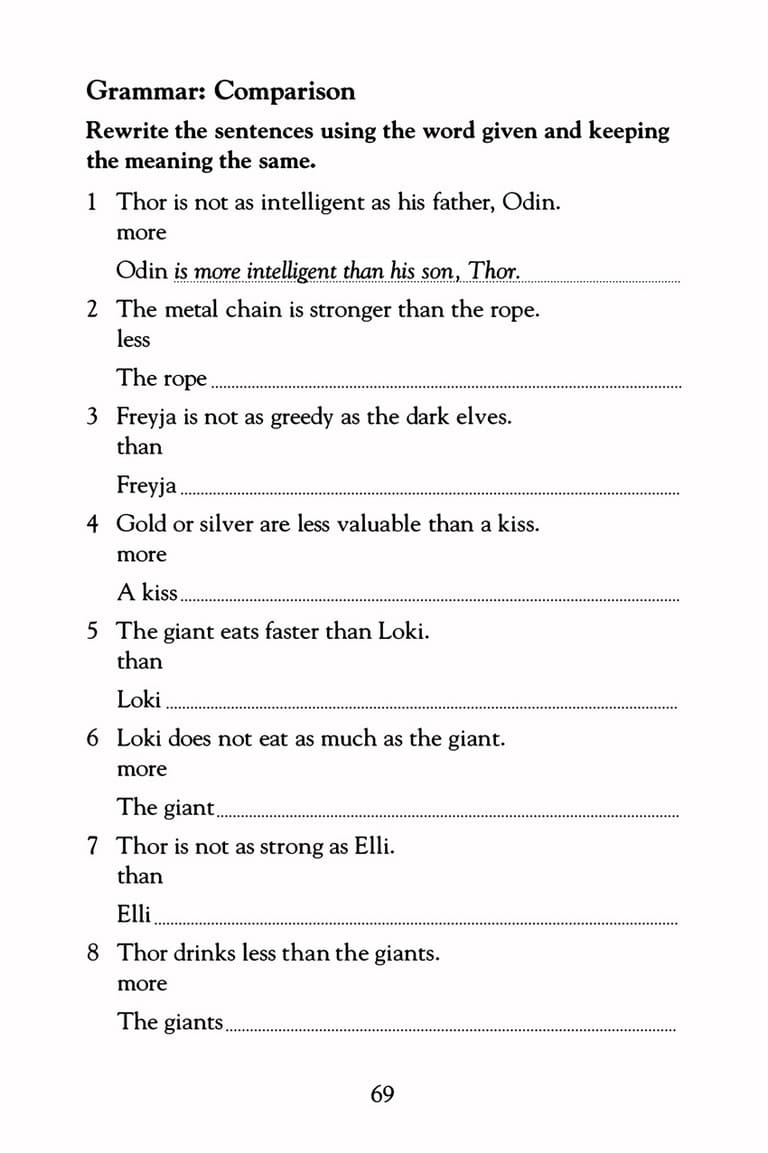 Grammar: Comparison
Rewrite the sentences using the word given and keeping
the meaning the same.
1 Thor is not as intelligent as his father, Odin.
more
Odin is more intelligent than his son, Thor.
2 The metal chain is stronger than the rope.
less
The rope
3 Freyja is not as greedy as the dark elves.
than
Freyja
4 Gold or silver are less valuable than a kiss.
more
A kiss
5 The giant eats faster than Loki.
than
Loki
6 Loki does not eat as much as the giant.
more
The giant
7 Thor is not as strong as Elli.
than
Elli
8 Thor drinks less than the giants.
more
The giants
69